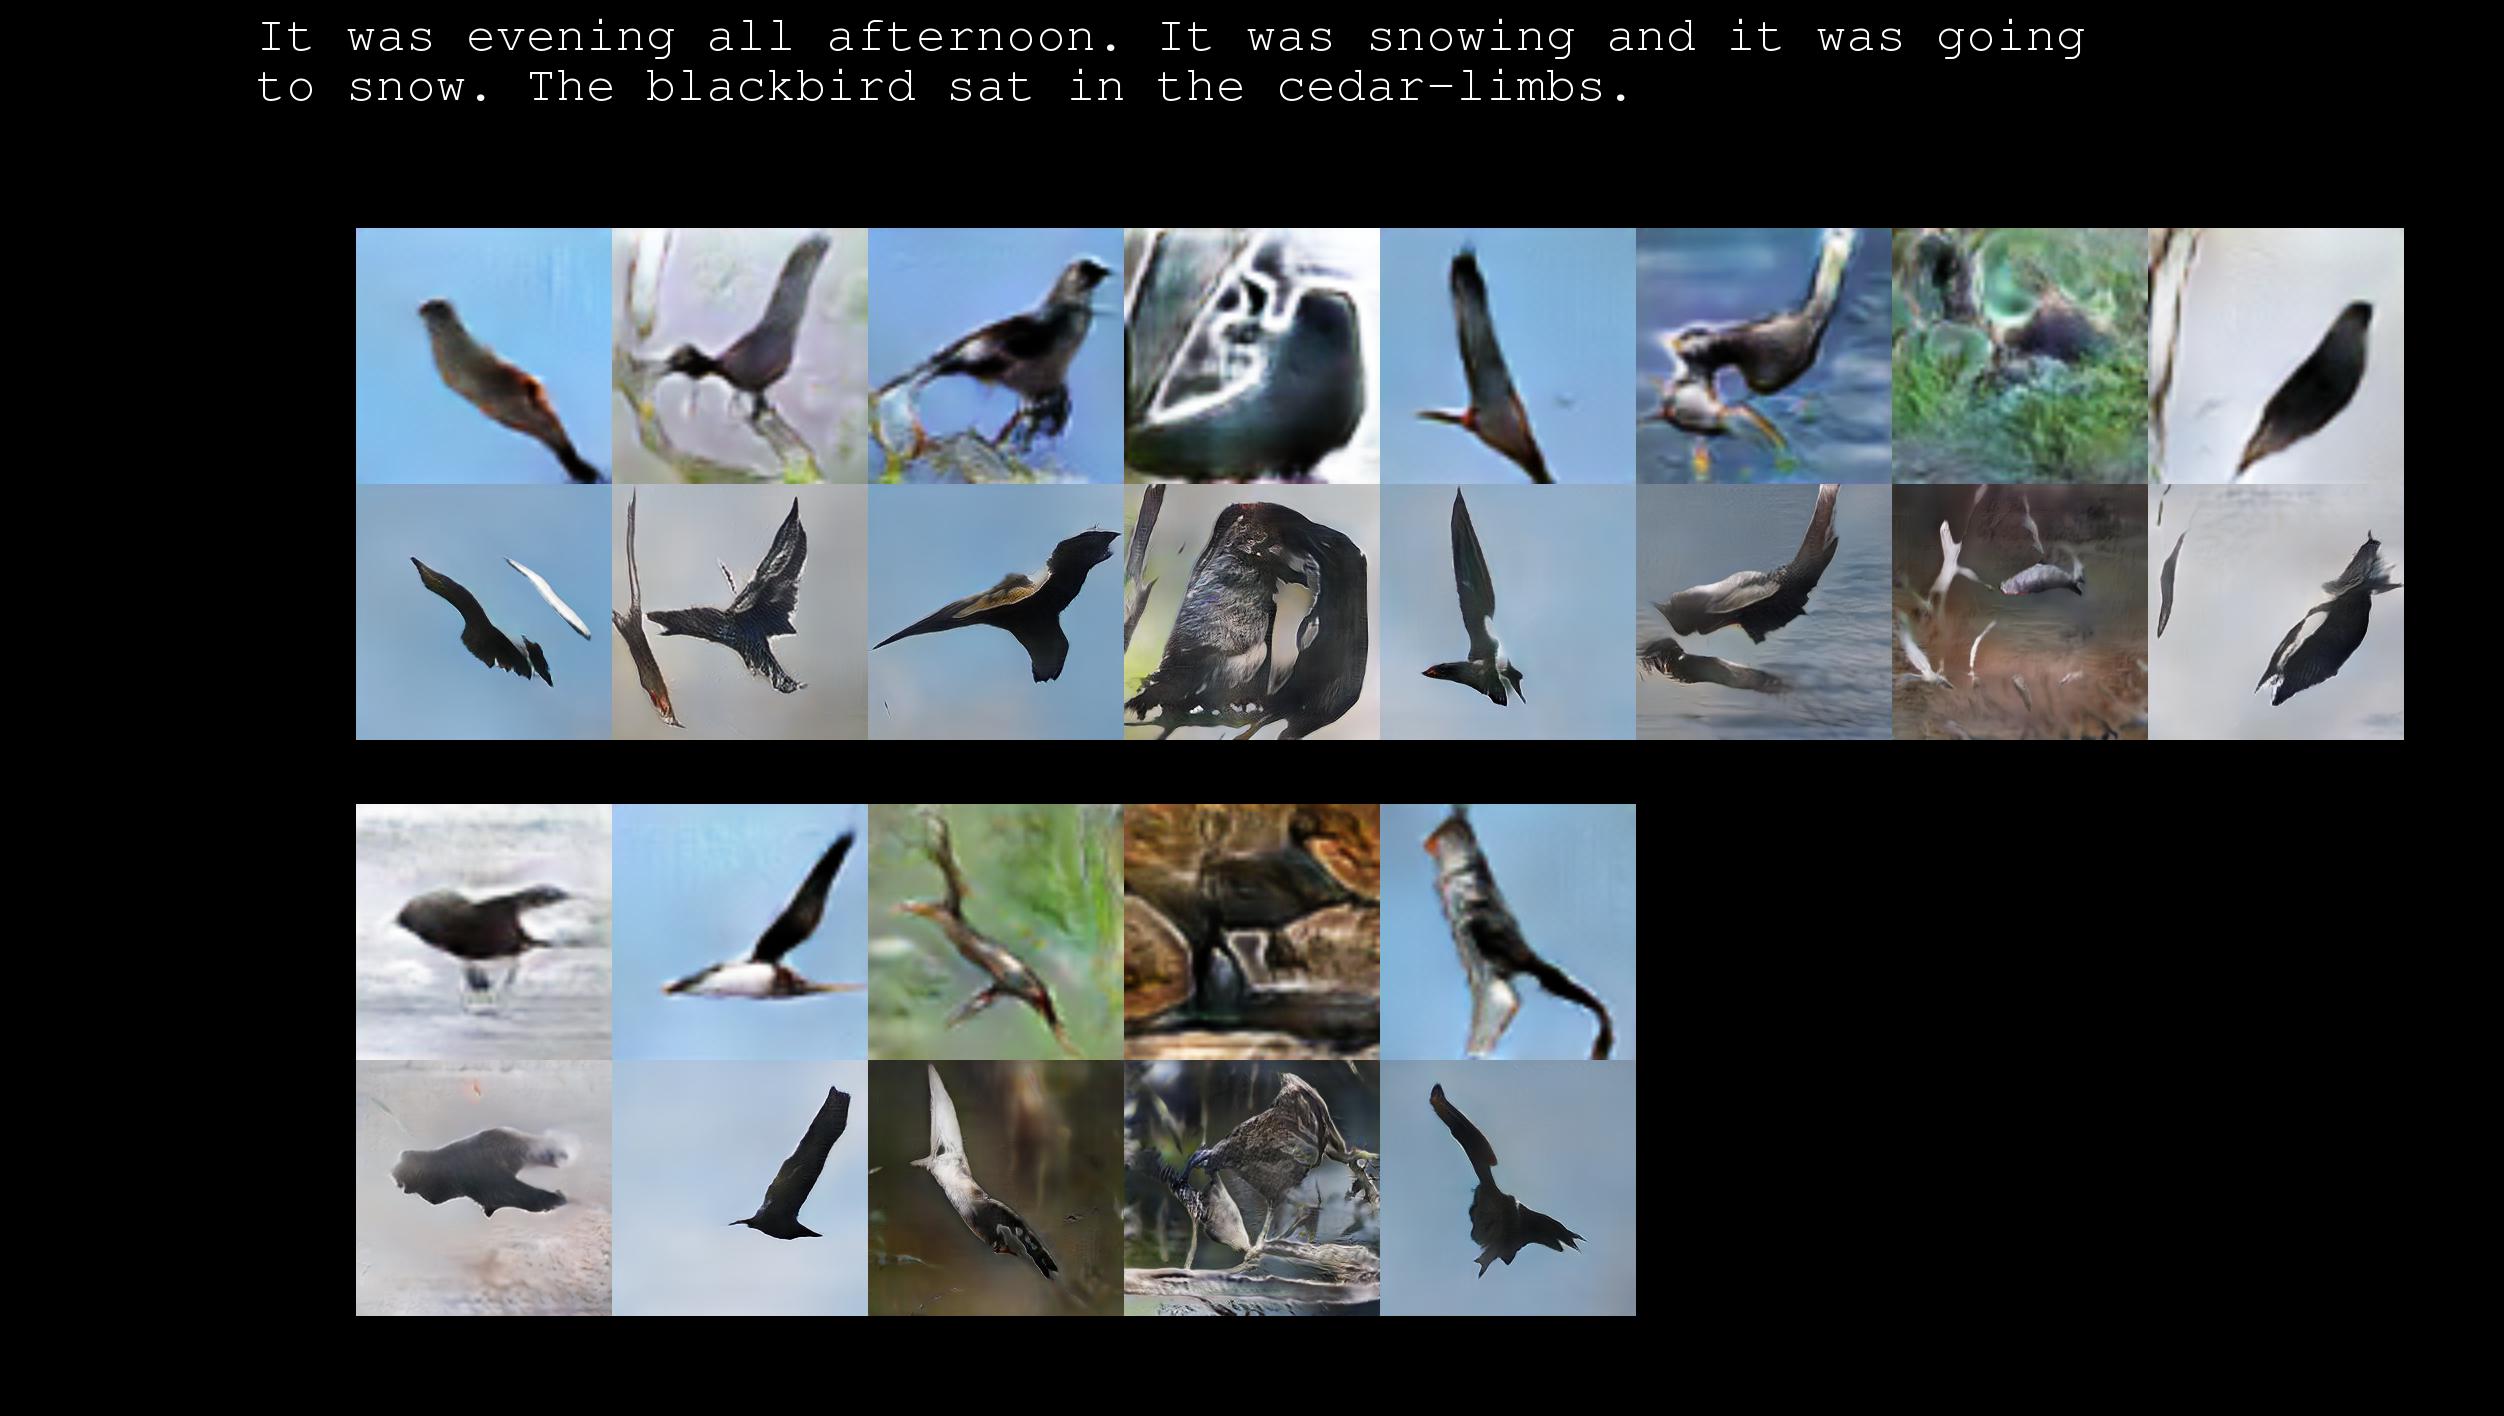 It was evening all afternoon. It was snowing and it was going
to snow. The blackbird sat in the cedar-limbs.